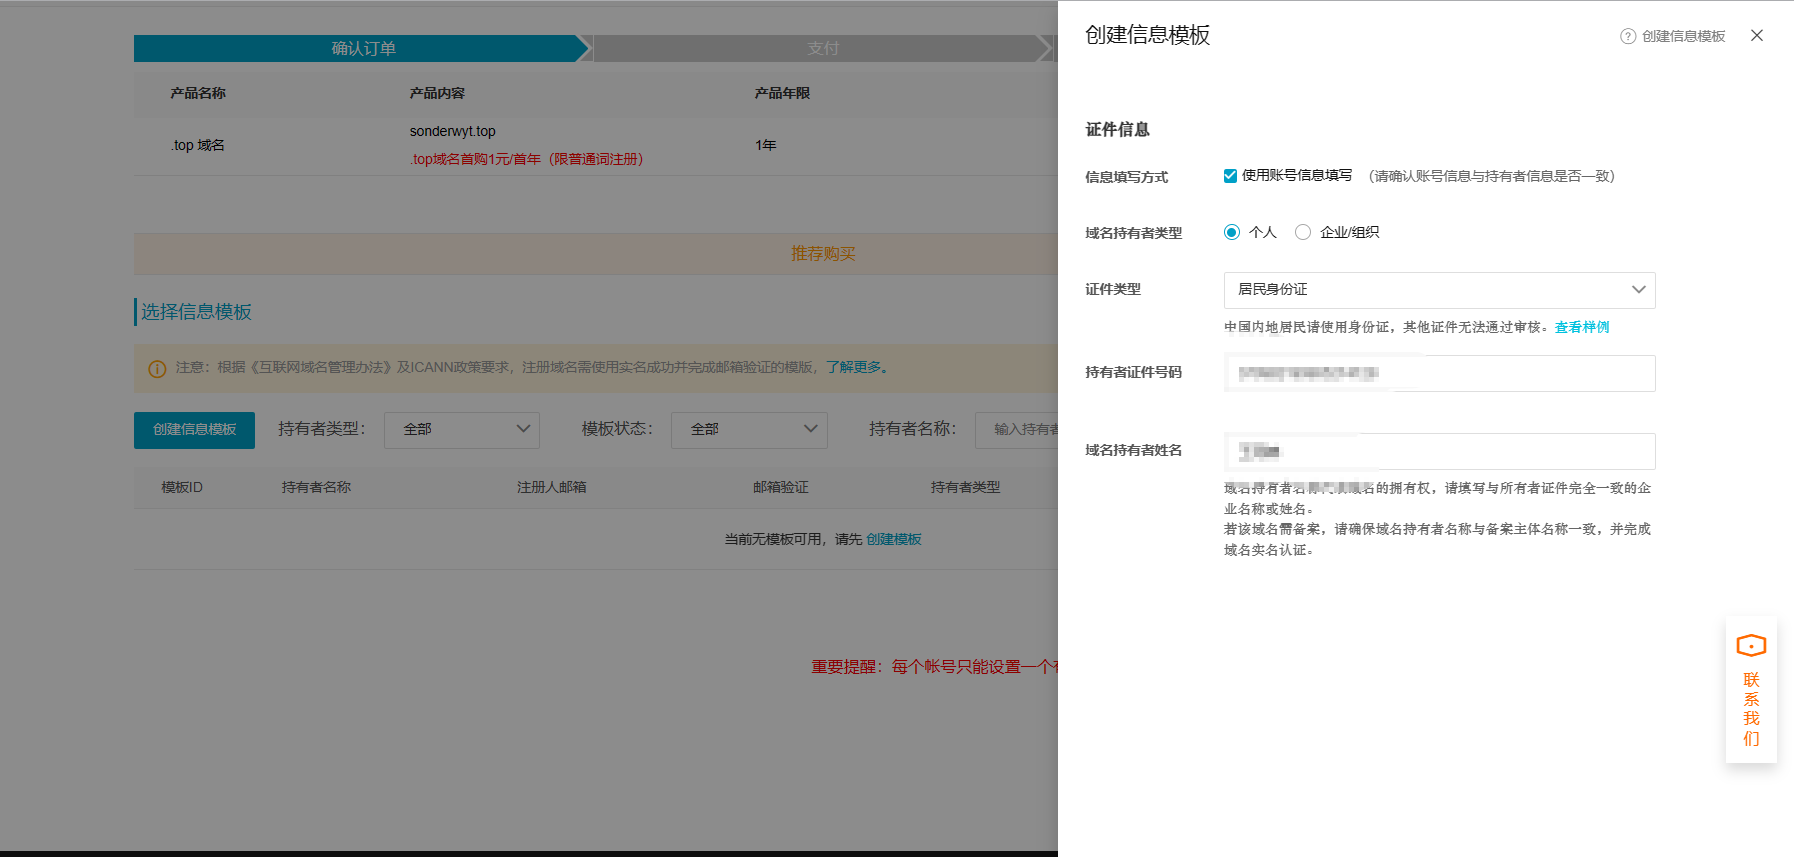 确认订单
支付
产品名称 产品内容 产品年限
.top 域名
sonderwyt.top
.top域名首购1元/首年（限普通词注册）
1年
推荐购买
选择信息模板
注意：根据《互联网域名管理办法》及ICANN政策要求，注册域名需使用实名成功并完成邮箱验证的模版，了解更多。
创建信息模板 持有者类型： 全部 模板状态： 全部 持有者名称： 输入持有者
模板ID 持有者名称 注册人邮箱 邮箱验证 持有者类型
当前无模板可用，请先 创建模板
重要提醒：每个帐号只能设置一个
创建信息模板
? 创建信息模板
证件信息
信息填写方式 使用账号信息填写 （请确认账号信息与持有者信息是否一致）
域名持有者类型 个人 企业/组织
证件类型 居民身份证
中国内地居民请使用身份证，其他证件无法通过审核。查看样例
持有者证件号码
域名持有者姓名
域名持有者名称代表域名的拥有权，请填写与所有者证件完全一致的企
业名称或姓名。
若该域名需备案，请确保域名持有者名称与备案主体名称一致，并完成
域名实名认证。
联
系
我
们